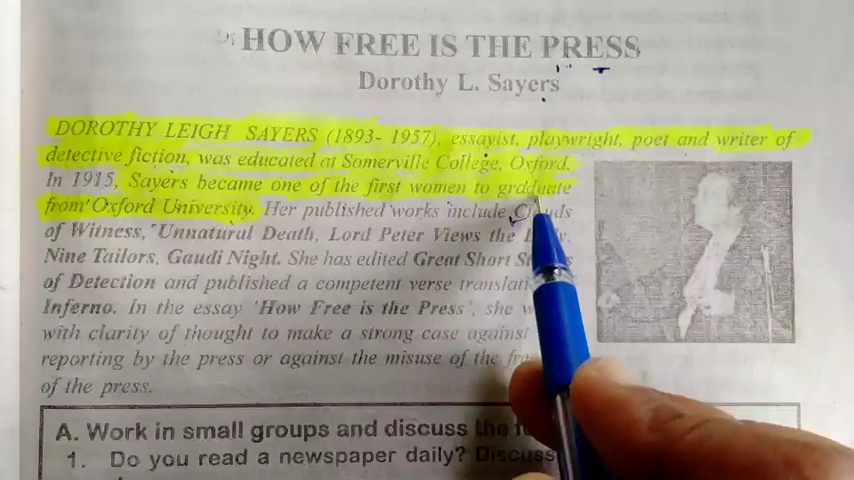 HOW FREE IS THE PRESS
Dorothy L. Sayers
DOROTHY LEIGH SAYERS (1893- 1957), essayist, playwright, poet and writer of
detective fiction, was educated at Somerville College, Oxford.
In 1915, Sayers became one of the first women to graduate
from Oxford University. Her published works include
of Witness, Unnatural Death, Lord Peter Views the
Nine Tailors, Gaudi Night. She has edited Great Short
of Detection and published a competent verse
Inferno. In the essay 'How Free is the Press', she
with clarity of thought to make a strong case against
reporting by the press or against the misuse of the
of the press.
A. Work in small groups and discuss the
1. Do you read a newspaper daily?